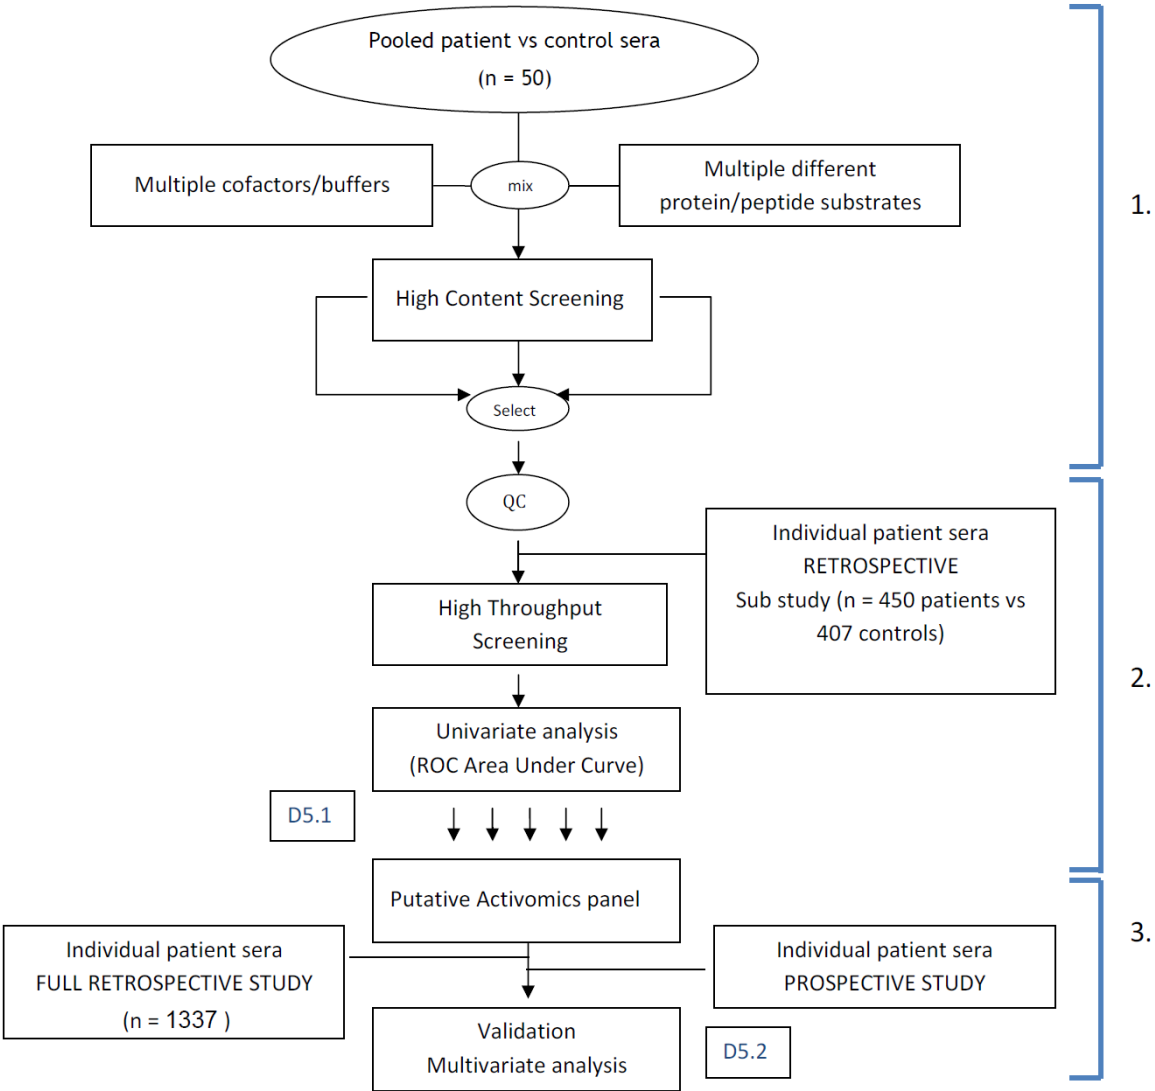 Pooled patient vs control sera
(n = 50)
Multiple cofactors/buffers
mix
Multiple different
protein/peptide substrates
1.
High Content Screening
Select
QC
Individual patient sera
RETROSPECTIVE
Sub study (n = 450 patients vs
407 controls)
High Throughput
Screening
2.
Univariate analysis
(ROC Area Under Curve)
D5.1
Putative Activomics panel
3.
Individual patient sera
FULL RETROSPECTIVE STUDY
(n = 1337 )
Individual patient sera
PROSPECTIVE STUDY
Validation
Multivariate analysis
D5.2